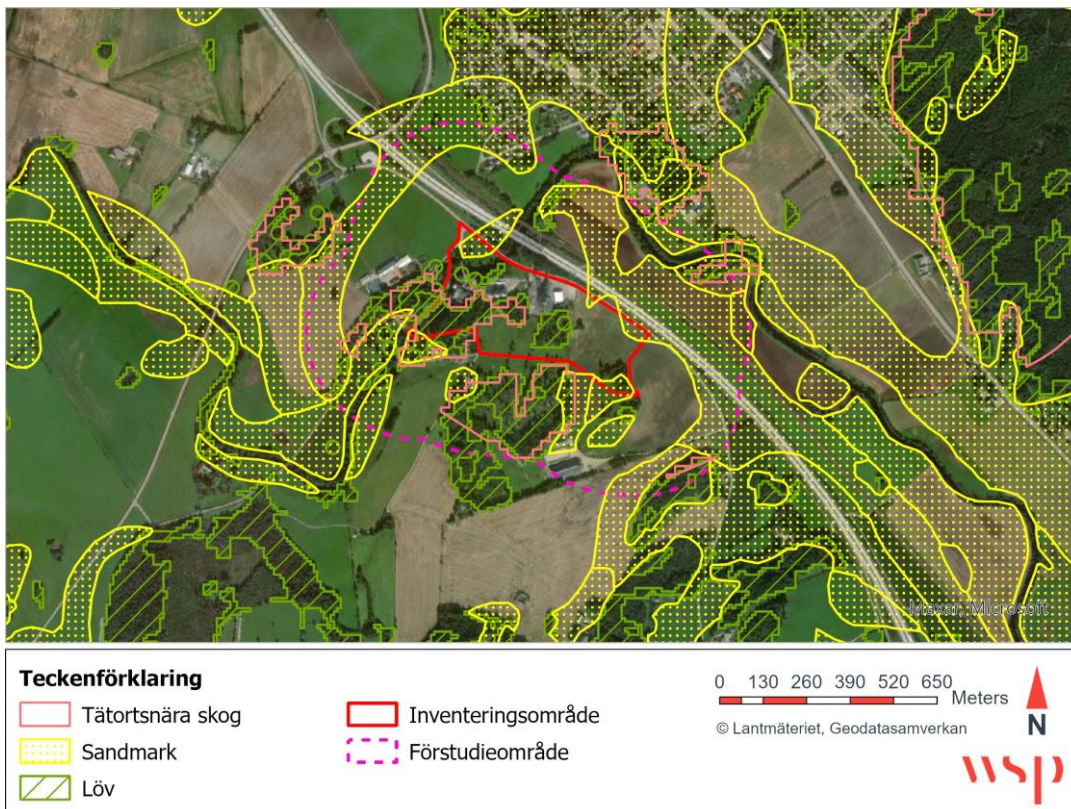 Maxar, Microsoft
Teckenförklaring
Tätortsnära skog
Sandmark
Löv
Inventeringsområde
Förstudieområde
0 130 260 390 520 650
Meters
© Lantmäteriet, Geodatasamverkan
N
wsp